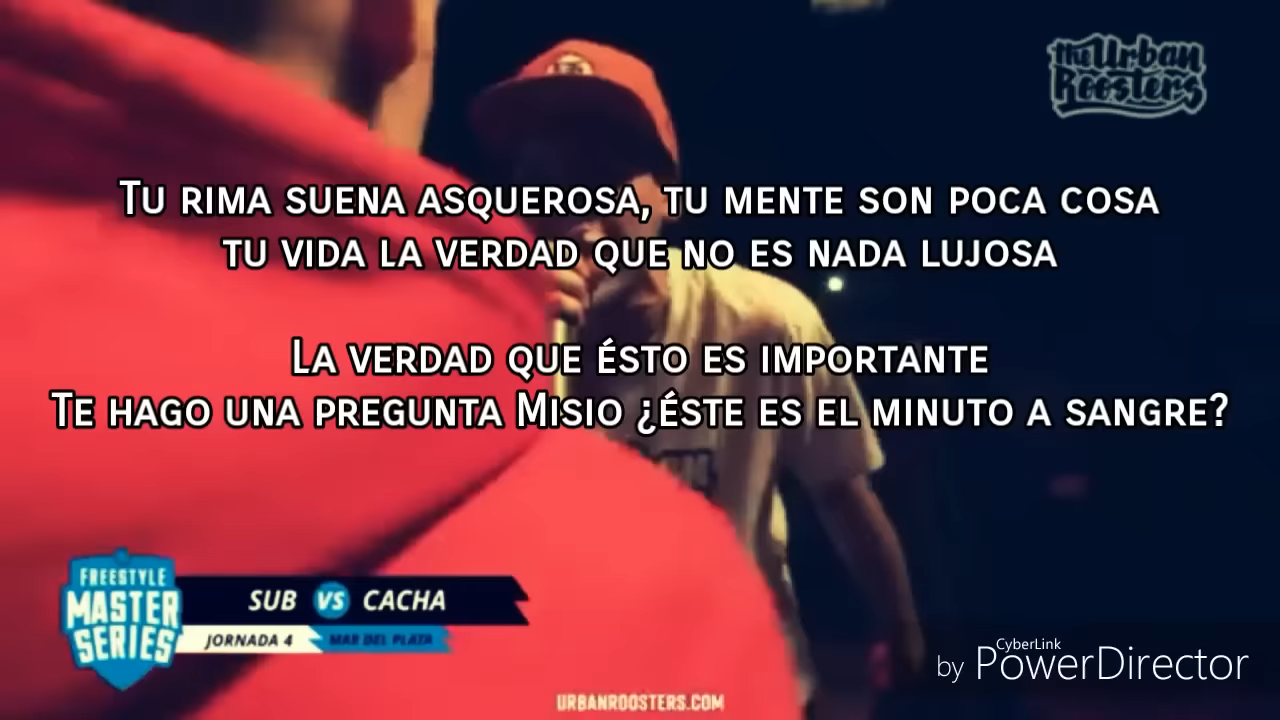 The Urban
Roosters
Tu rima suena asquerosa, tu mente son poca cosa
tu vida la verdad que no es nada lujosa
La verdad que ésto es importante
Te hago una pregunta Misio ¿éste es el minuto a sangre?
FREESTYLE
MASTER
SERIES
SUB VS CACHA
JORNADA 4 MAR DEL PLATA
CyberLink
by PowerDirector
URBANROOSTERS.COM